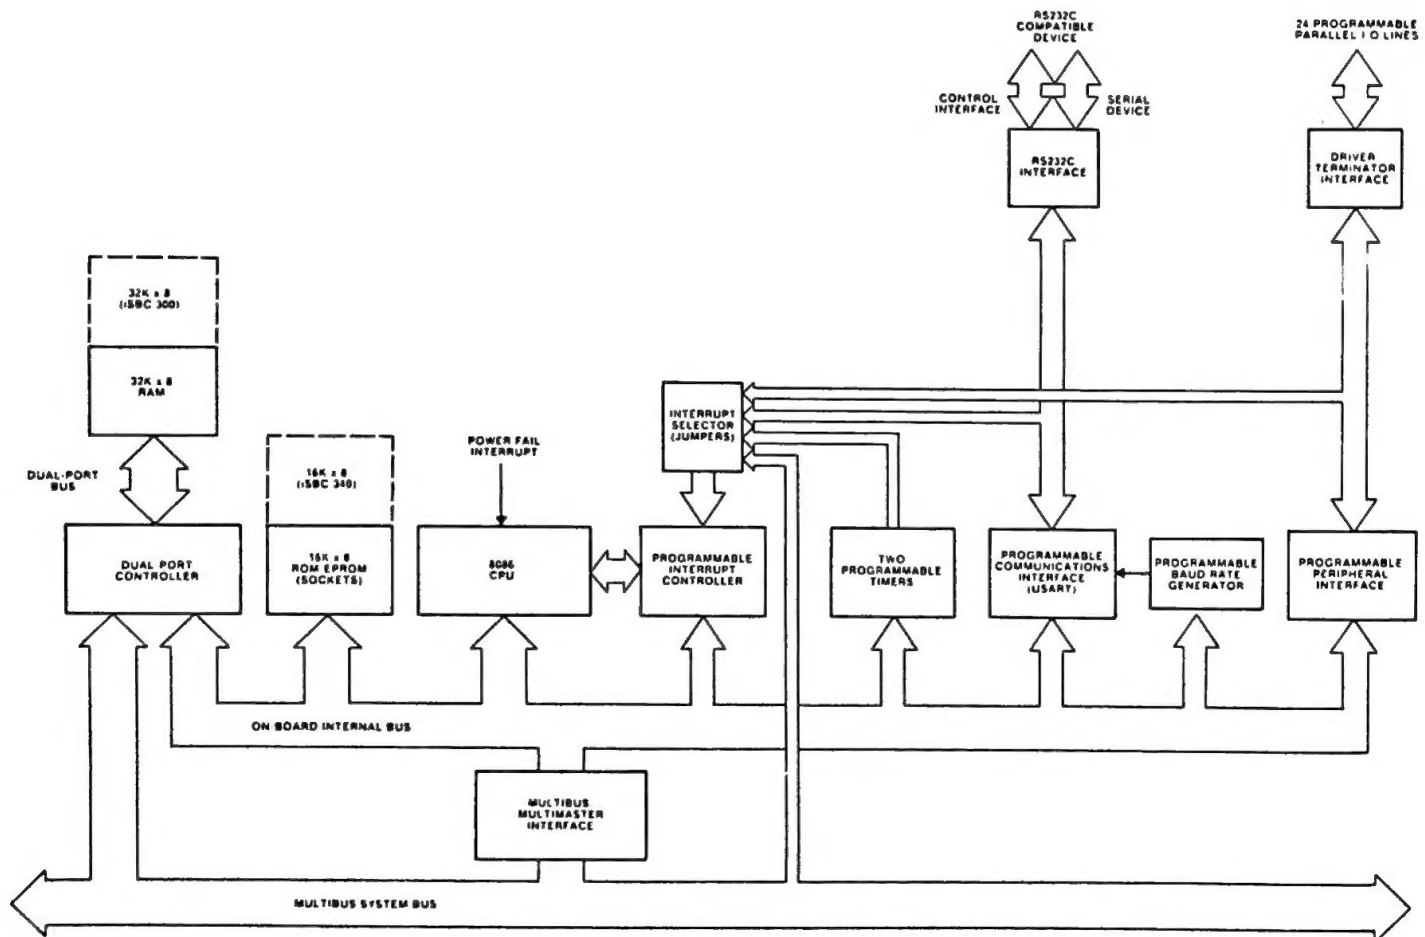 RS232C
COMPATIBLE
DEVICE
24 PROGRAMMABLE
PARALLEL I O LINES
CONTROL
INTERFACE
SERIAL
DEVICE
RS232C
INTERFACE
DRIVER
TERMINATOR
INTERFACE
32K x 8
(iSBC 300)
32K x 8
RAM
INTERRUPT
SELECTOR
(JUMPERS)
POWER FAIL
INTERRUPT
DUAL-PORT
BUS
16K x 8
(iSBC 340)
DUAL PORT
CONTROLLER
16K x 8
ROM EPROM
(SOCKETS)
8086
CPU
PROGRAMMABLE
INTERRUPT
CONTROLLER
TWO
PROGRAMMABLE
TIMERS
PROGRAMMABLE
COMMUNICATIONS
INTERFACE
(USART)
PROGRAMMABLE
BAUD RATE
GENERATOR
PROGRAMMABLE
PERIPHERAL
INTERFACE
ON BOARD INTERNAL BUS
MULTIBUS
MULTIMASTER
INTERFACE
MULTIBUS SYSTEM BUS